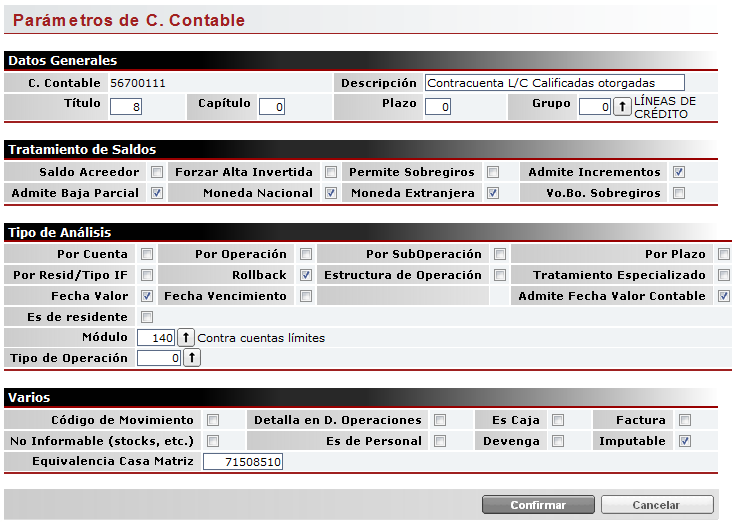 Parámetros de C. Contable
Datos Generales
C. Contable 56700111 Descripción Contracuenta L/C Calificadas otorgadas
Título 8 Capítulo 0 Plazo 0 Grupo 0 LÍNEAS DE
CRÉDITO
Tratamiento de Saldos
Saldo Acreedor Forzar Alta Invertida Permite Sobregiros Admite Incrementos
Admite Baja Parcial Moneda Nacional Moneda Extranjera Vo.Bo. Sobregiros
Tipo de Análisis
Por Cuenta Por Operación Por SubOperación Por Plazo
Por Resid/Tipo IF Rollback Estructura de Operación Tratamiento Especializado
Fecha Valor Fecha Vencimiento Admite Fecha Valor Contable
Es de residente
Módulo 140 Contra cuentas límites
Tipo de Operación 0
Varios
Código de Movimiento Detalla en D. Operaciones Es Caja Factura
No Informable (stocks, etc.) Es de Personal Devenga Imputable
Equivalencia Casa Matriz 71508510
Confirmar Cancelar